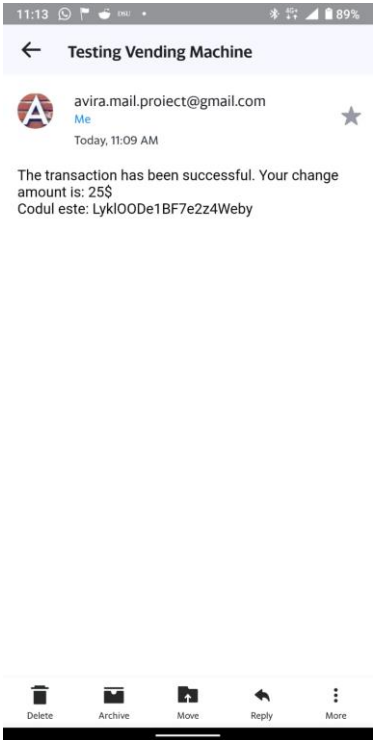 11:13
89%
Testing Vending Machine
A
avira.mail.proiect@gmail.com
Me
Today, 11:09 AM
The transaction has been successful. Your change
amount is: 25$
Codul este: LyklOODe1BF7e2z4Weby
Delete Archive Move Reply More